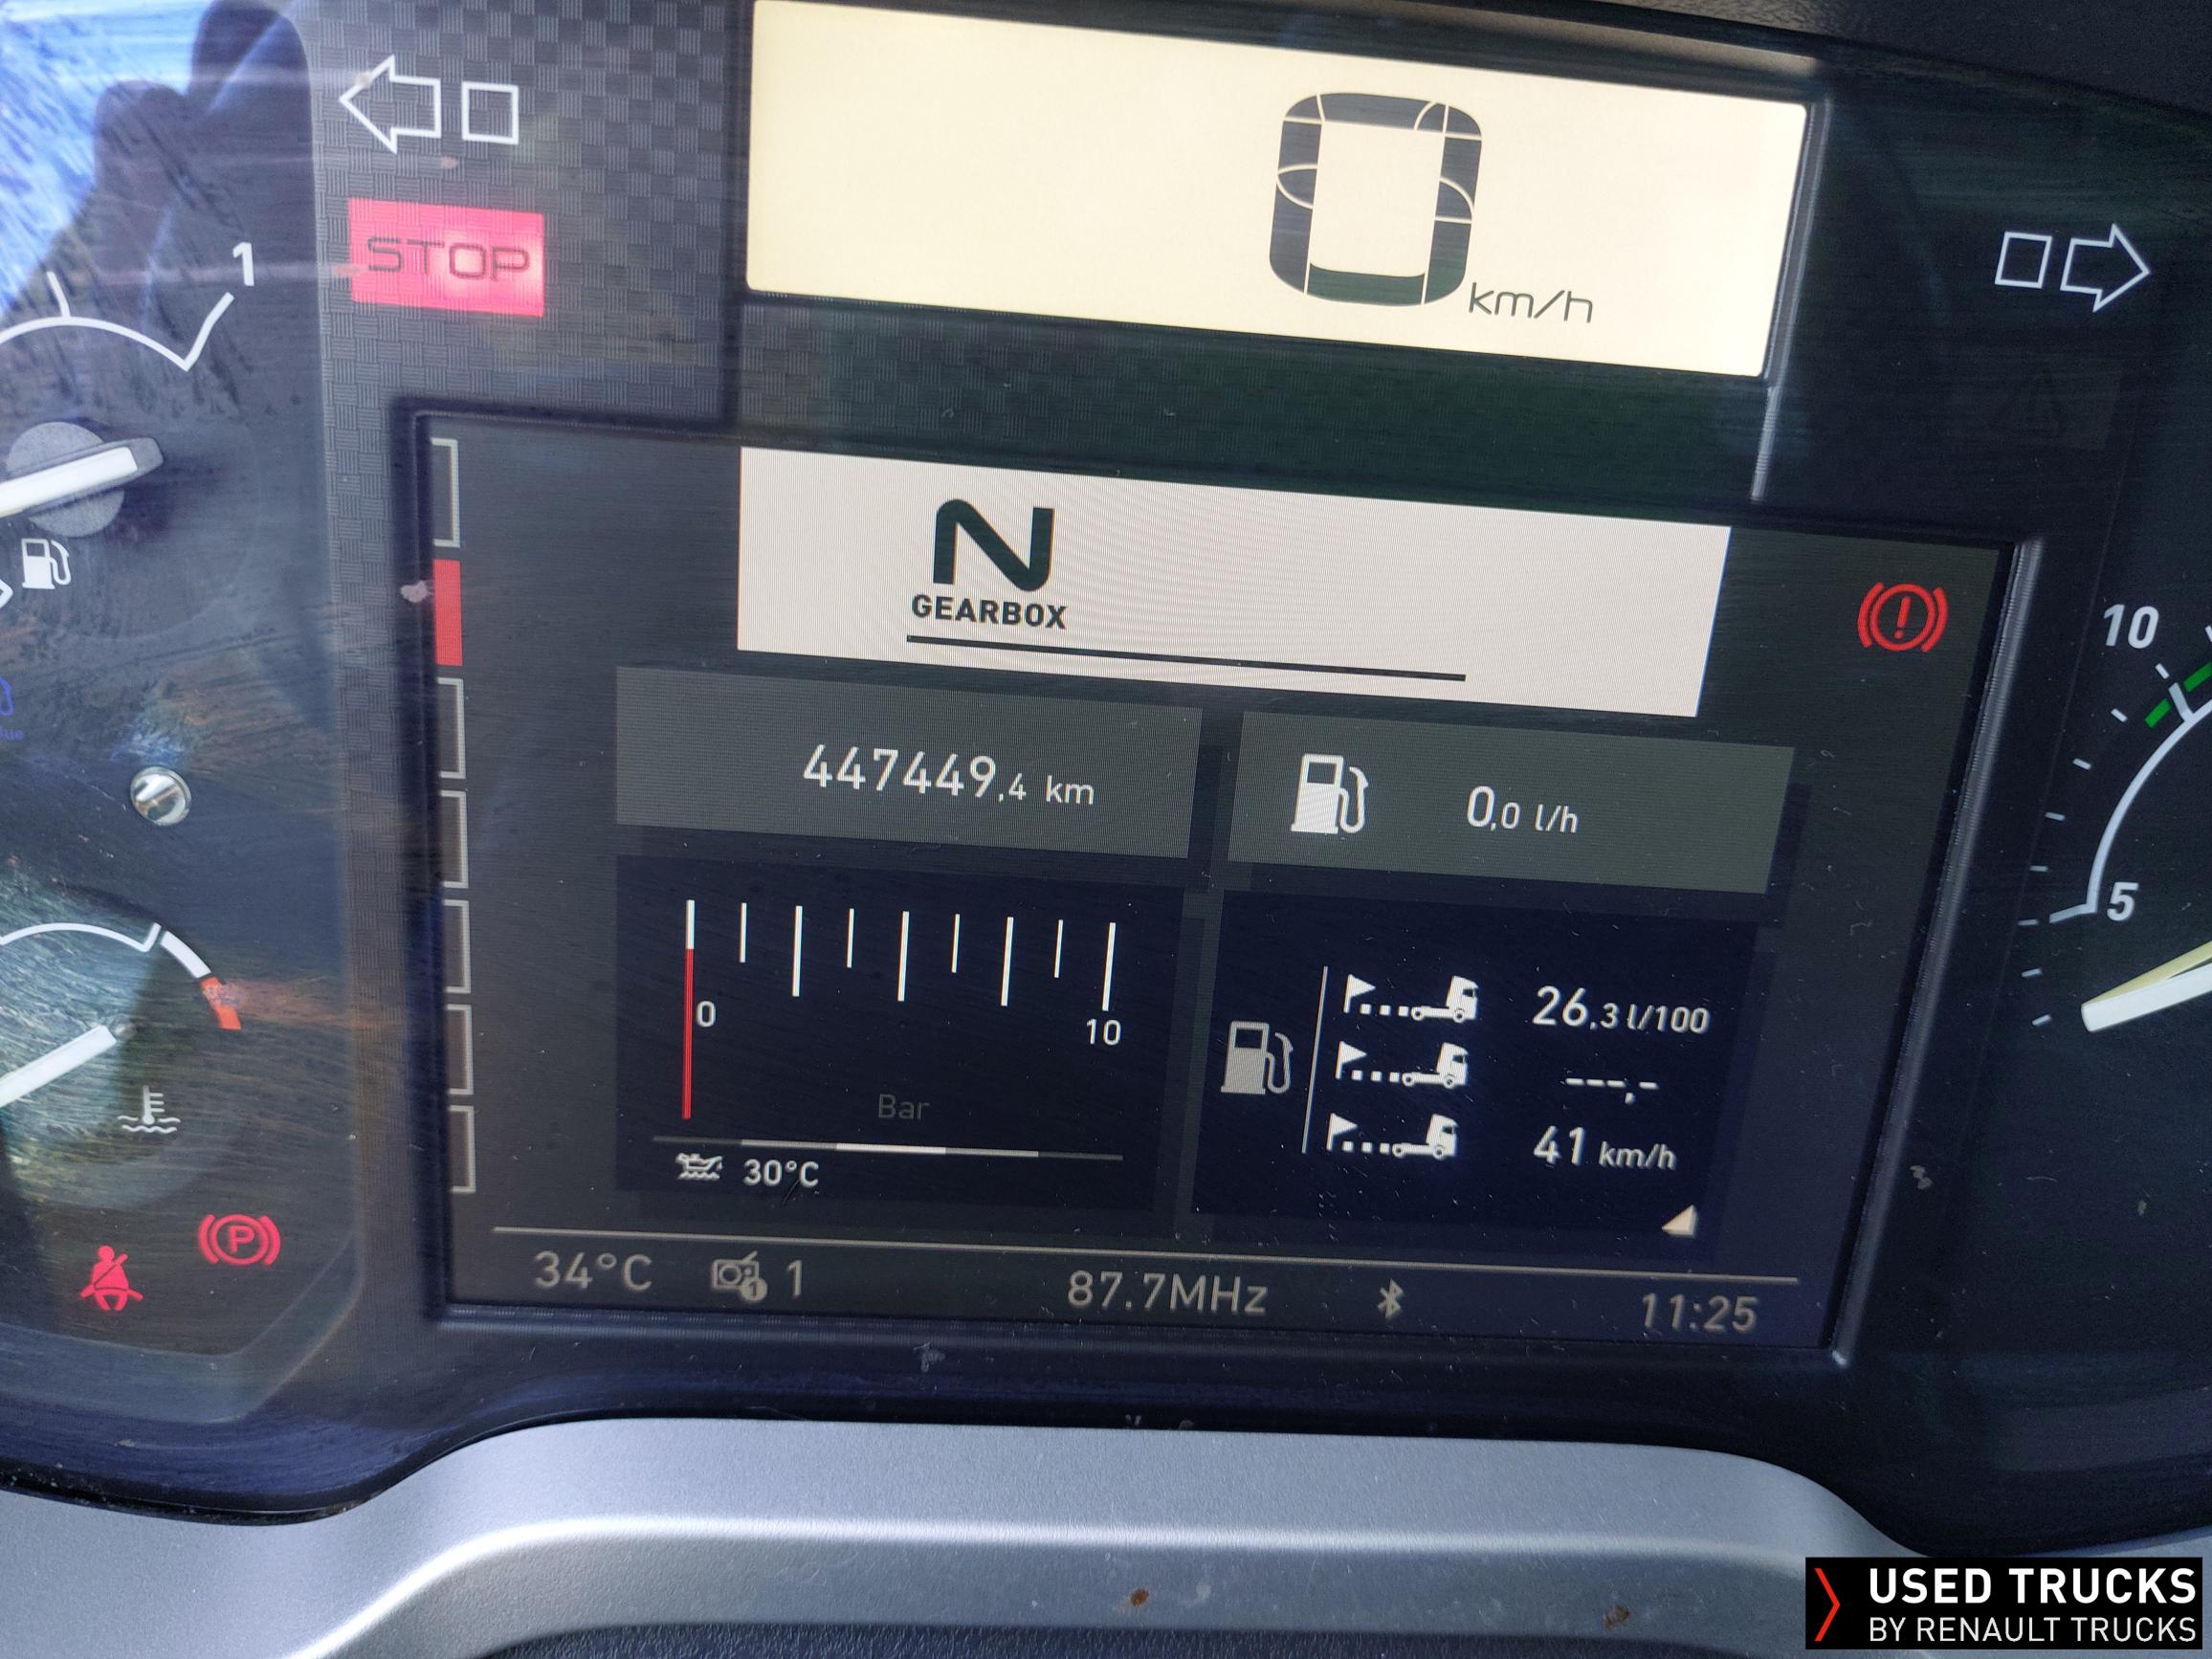 1
STOP
0 km/h
N
GEARBOX
10
5
447449,4 km
0,0 l/h
0
10
Bar
30°C
26,3 l/100
---,-
41 km/h
P
34°C
1
1
87.7MHz
11:25
USED TRUCKS
BY RENAULT TRUCKS